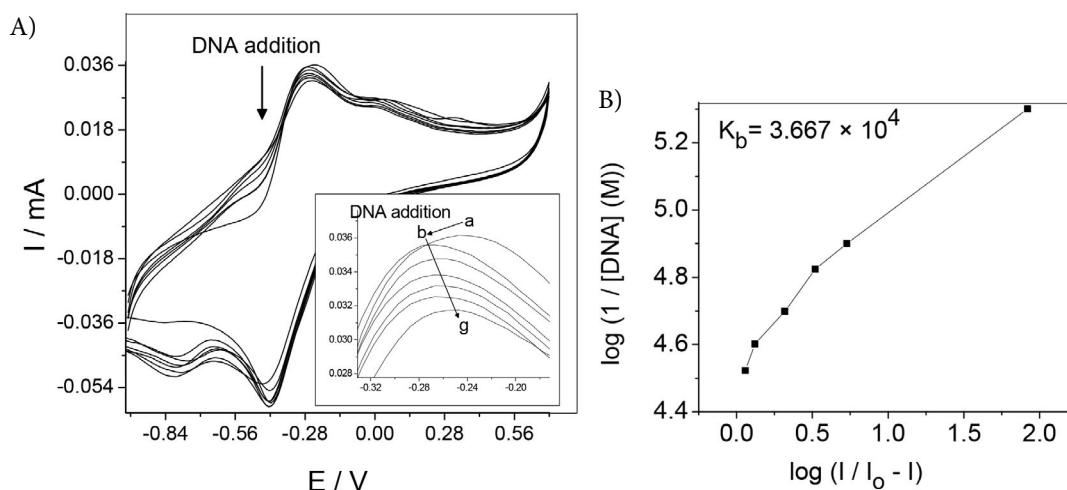 A)
DNA addition
0.036
0.018
0.000
-0.018
-0.036
-0.054
I / mA
-0.84 -0.56 -0.28 0.00 0.28 0.56
E / V
DNA addition
b a
g
0.036
0.034
0.032
0.030
0.028
-0.32 -0.28 -0.24 -0.20
B)
K_b = 3.667 × 10^4
5.2
5.0
4.8
4.6
4.4
log (1 / [DNA] (M))
0.0 0.5 1.0 1.5 2.0
log (I / I_o - I)